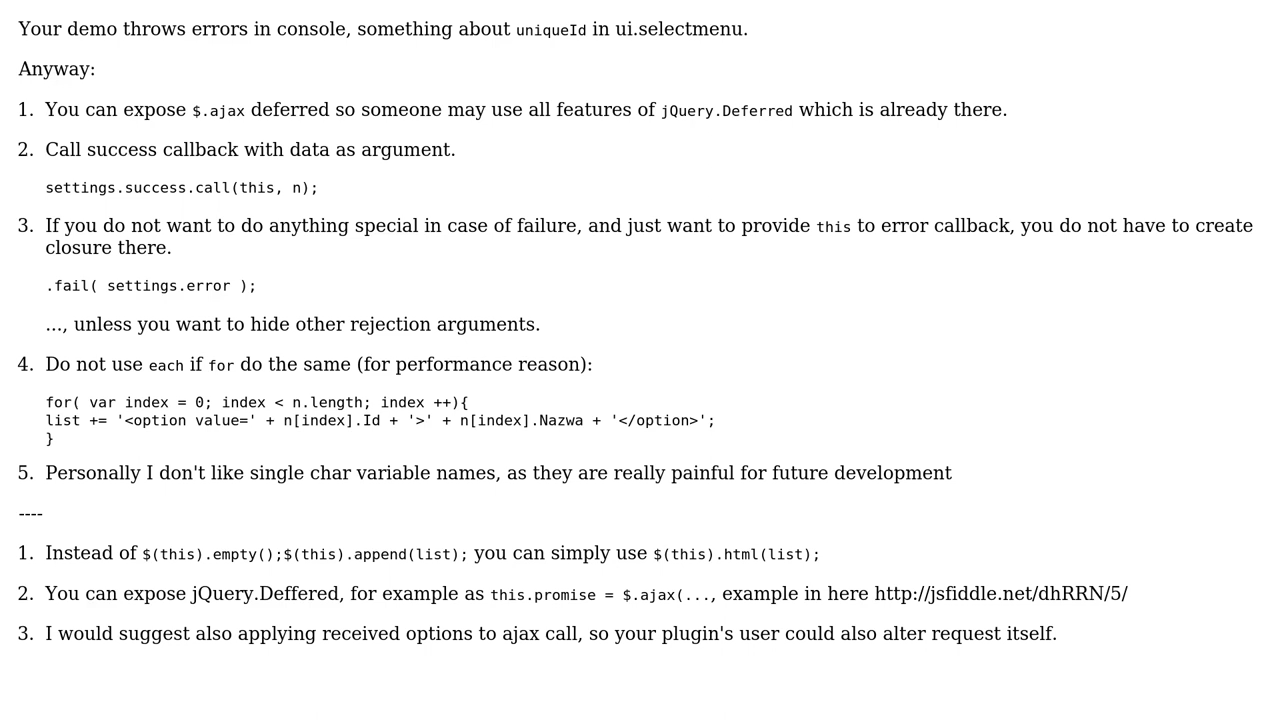 Your demo throws errors in console, something about uniqueId in ui.selectmenu.
Anyway:
1. You can expose $.ajax deferred so someone may use all features of jQuery.Deferred which is already there.
2. Call success callback with data as argument.
settings.success.call(this, n);
3. If you do not want to do anything special in case of failure, and just want to provide this to error callback, you do not have to create
closure there.
.fail( settings.error );
..., unless you want to hide other rejection arguments.
4. Do not use each if for do the same (for performance reason):
for( var index = 0; index < n.length; index ++){
list += '<option value=' + n[index].Id + '>' + n[index].Nazwa + '</option>';
}
5. Personally I don't like single char variable names, as they are really painful for future development
----
1. Instead of $(this).empty();$(this).append(list); you can simply use $(this).html(list);
2. You can expose jQuery.Deffered, for example as this.promise = $.ajax(..., example in here http://jsfiddle.net/dhRRN/5/
3. I would suggest also applying received options to ajax call, so your plugin's user could also alter request itself.